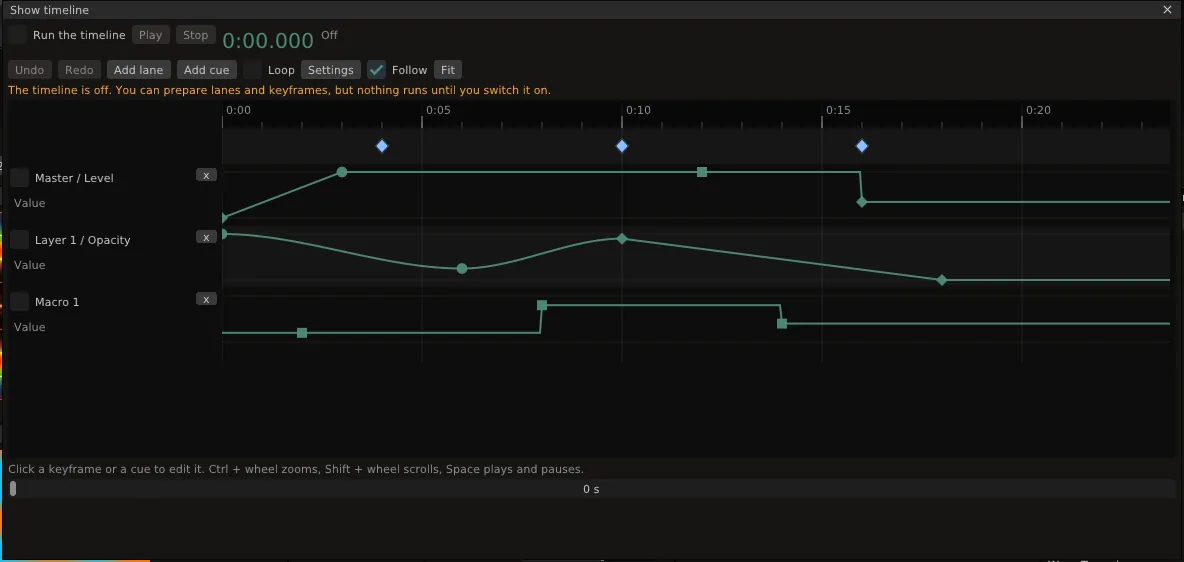 Show timeline
Run the timeline Play Stop 0:00.000 Off
Undo Redo Add lane Add cue Loop Settings Follow Fit
The timeline is off. You can prepare lanes and keyframes, but nothing runs until you switch it on.
0:00 0:05 0:10 0:15 0:20
Master / Level x
Value
Layer 1 / Opacity x
Value
Macro 1 x
Value
Click a keyframe or a cue to edit it. Ctrl + wheel zooms, Shift + wheel scrolls, Space plays and pauses.
0 s